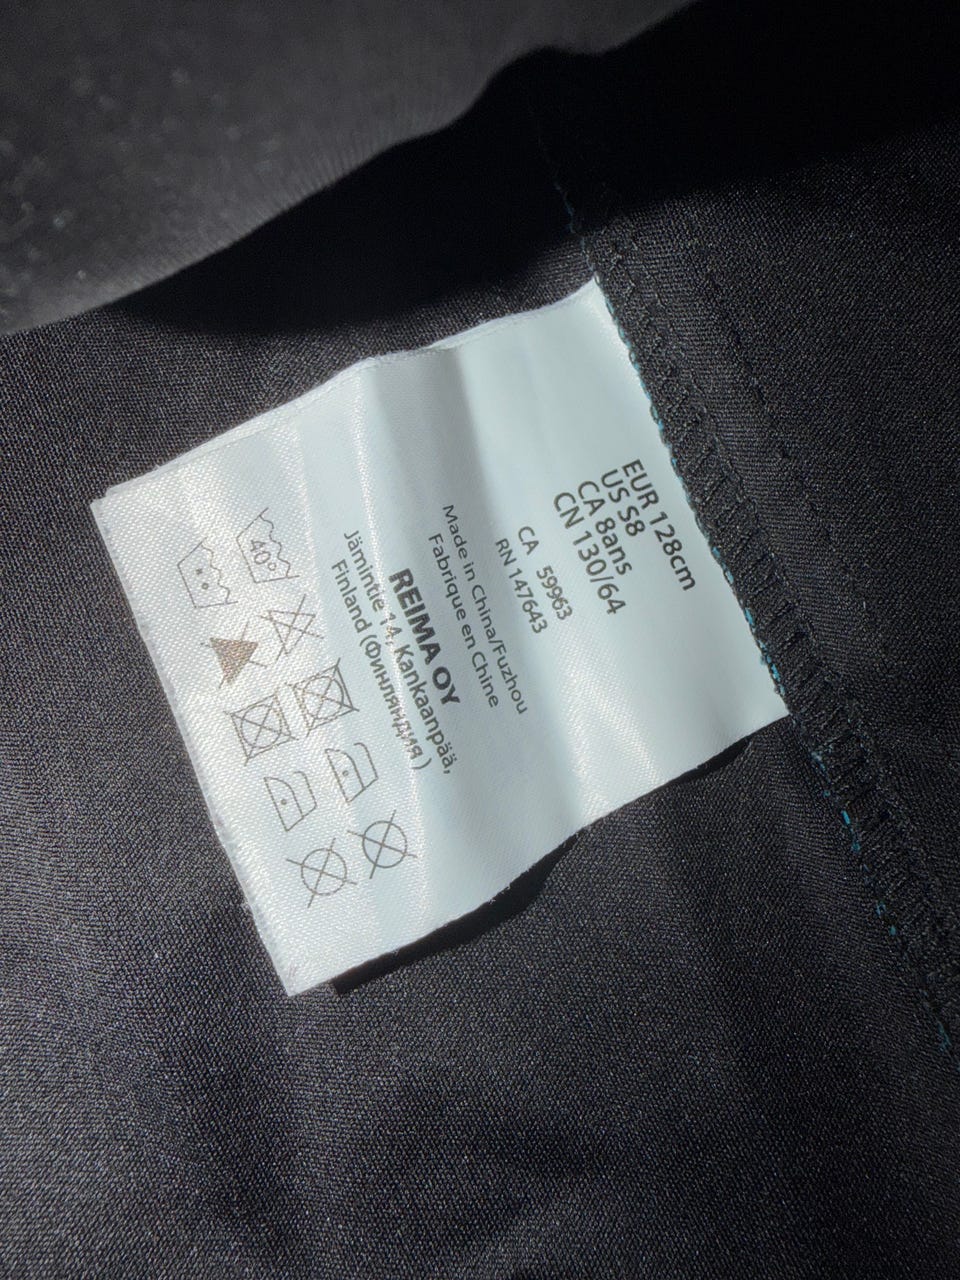 EUR 128cm
US S8
CA 8ans
CN 130/64
CA 59963
RN 147643
Made in China/Fuzhou
Fabrique en Chine
REIMA OY
Jämintie 14, Kankaanpää,
Finland (Финляндия)
40°